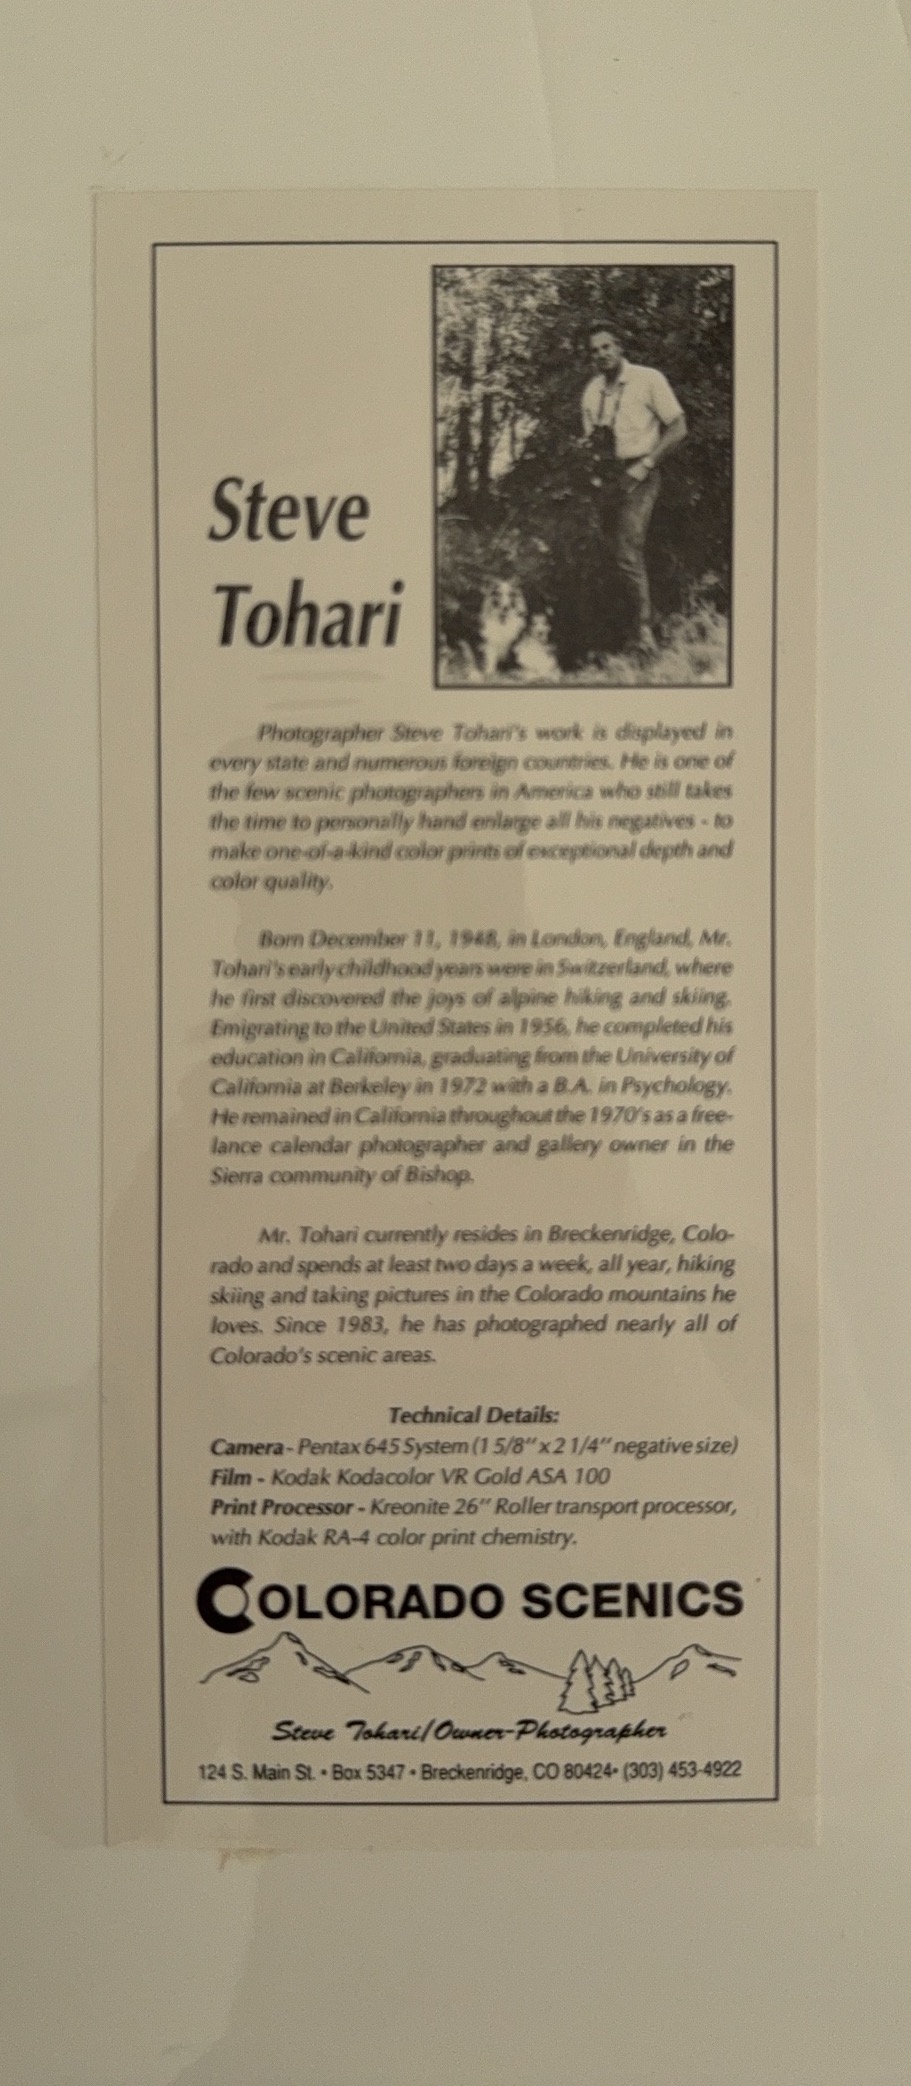 Steve
Tohari
Photographer Steve Tohari's work is displayed in
every state and numerous foreign countries. He is one of
the few scenic photographers in America who still takes
the time to personally hand enlarge all his negatives - to
make one-of-a-kind color prints of exceptional depth and
color quality.
Born December 11, 1948, in London, England, Mr.
Tohari's early childhood years were in Switzerland, where
he first discovered the joys of alpine hiking and skiing.
Emigrating to the United States in 1956, he completed his
education in California, graduating from the University of
California at Berkeley in 1972 with a B.A. in Psychology.
He remained in California throughout the 1970's as a free-
lance calendar photographer and gallery owner in the
Sierra community of Bishop.
Mr. Tohari currently resides in Breckenridge, Colo-
rado and spends at least two days a week, all year, hiking
skiing and taking pictures in the Colorado mountains he
loves. Since 1983, he has photographed nearly all of
Colorado's scenic areas.
Technical Details:
Camera - Pentax 645 System (1 5/8" x 2 1/4" negative size)
Film - Kodak Kodacolor VR Gold ASA 100
Print Processor - Kreonite 26" Roller transport processor,
with Kodak RA-4 color print chemistry.
COLORADO SCENICS
Steve Tohari/Owner-Photographer
124 S. Main St. • Box 5347 • Breckenridge, CO 80424• (303) 453-4922